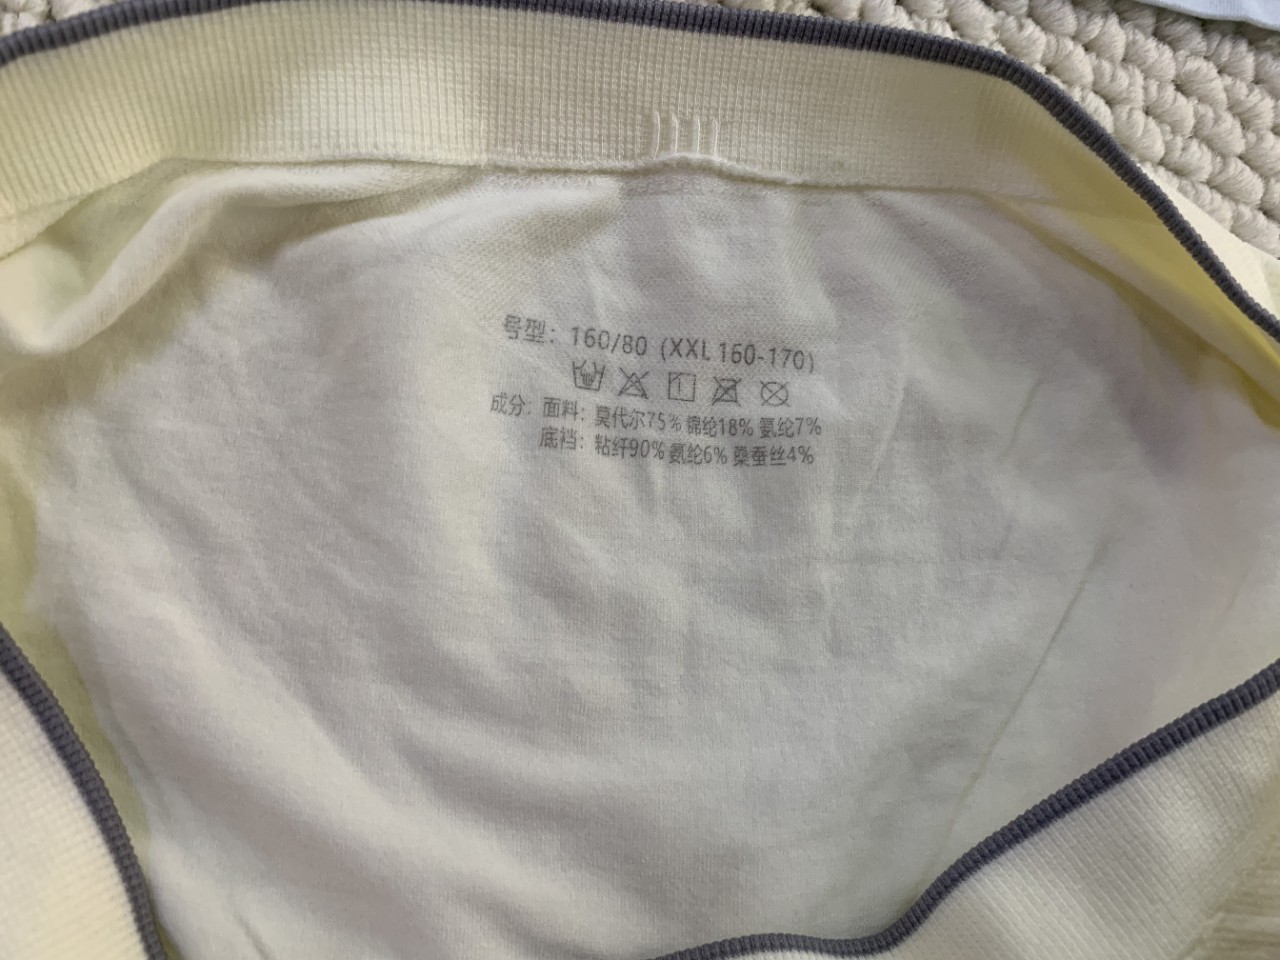 号型：160/80 (XXL 160-170)
成分：面料：莫代尔75% 锦纶18% 氨纶7%
底裆：粘纤90% 氨纶6% 桑蚕丝4%